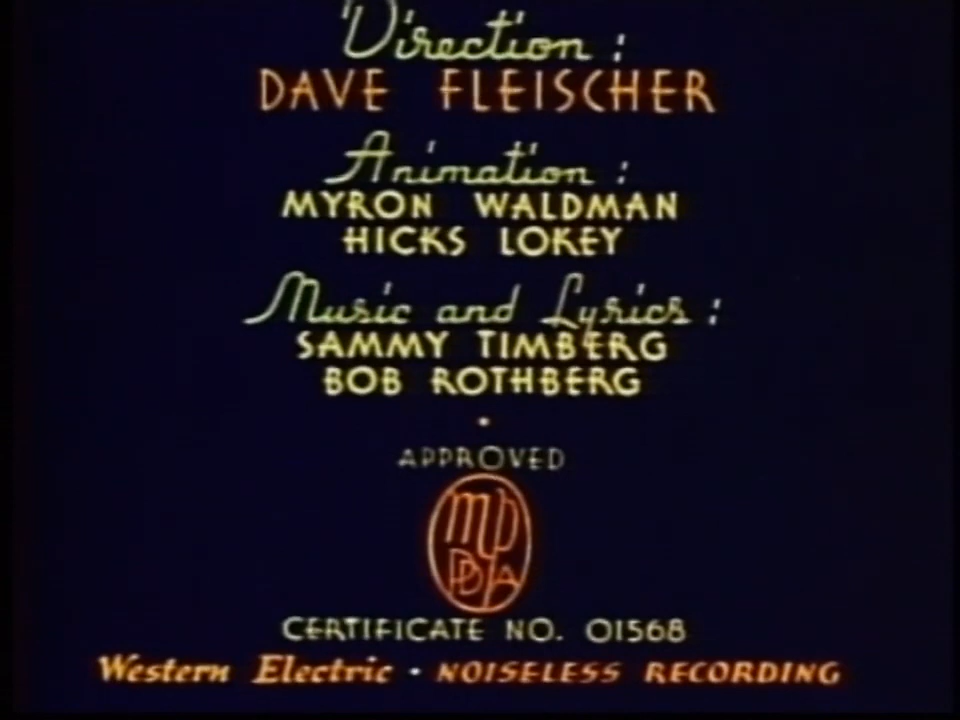 Direction:
DAVE FLEISCHER
Animation:
MYRON WALDMAN
HICKS LOKEY
Music and Lyrics:
SAMMY TIMBERG
BOB ROTHBERG
APPROVED
MPPDA
CERTIFICATE NO. 01568
Western Electric • NOISELESS RECORDING